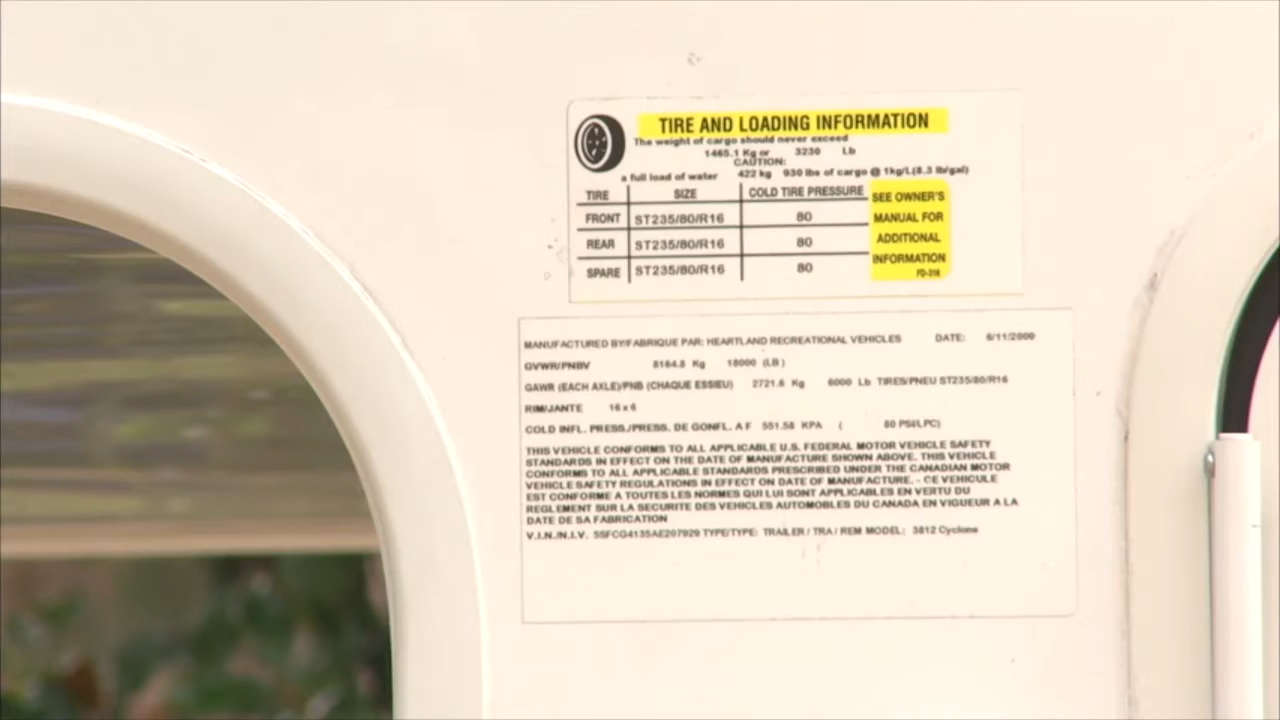 TIRE AND LOADING INFORMATION
The weight of cargo should never exceed
1465.1 Kg or 3230 Lb
CAUTION:
a full load of water 422 kg 930 lbs of cargo @ 1kg/L(8.3 lb/gal)
TIRE SIZE COLD TIRE PRESSURE
FRONT ST235/80/R16 80
REAR ST235/80/R16 80
SPARE ST235/80/R16 80
SEE OWNER'S
MANUAL FOR
ADDITIONAL
INFORMATION
FD-316
MANUFACTURED BY/FABRIQUE PAR: HEARTLAND RECREATIONAL VEHICLES DATE: 6/11/2009
GVWR/PNBV 8164.8 Kg 18000 (LB)
GAWR (EACH AXLE)/PNB (CHAQUE ESSIEU) 2721.6 Kg 6000 Lb TIRES/PNEU ST235/80/R16
RIM/JANTE 16 x 6
COLD INFL. PRESS./PRESS. DE GONFL. A F 551.58 KPA ( 80 PSI/LPC)
THIS VEHICLE CONFORMS TO ALL APPLICABLE U.S. FEDERAL MOTOR VEHICLE SAFETY
STANDARDS IN EFFECT ON THE DATE OF MANUFACTURE SHOWN ABOVE. THIS VEHICLE
CONFORMS TO ALL APPLICABLE STANDARDS PRESCRIBED UNDER THE CANADIAN MOTOR
VEHICLE SAFETY REGULATIONS IN EFFECT ON DATE OF MANUFACTURE. - CE VEHICULE
EST CONFORME A TOUTES LES NORMES QUI LUI SONT APPLICABLES EN VERTU DU
REGLEMENT SUR LA SECURITE DES VEHICLES AUTOMOBILES DU CANADA EN VIGUEUR A LA
DATE DE SA FABRICATION
V.I.N./N.I.V. 5SFCG4135AE207929 TYPE/TYPE: TRAILER / TRA / REM MODEL: 3812 Cyclone